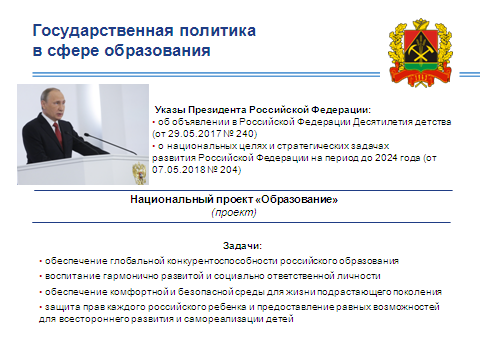 Государственная политика
в сфере образования
Указы Президента Российской Федерации:
• об объявлении в Российской Федерации Десятилетия детства
(от 29.05.2017 № 240)
• о национальных целях и стратегических задачах
развития Российской Федерации на период до 2024 года (от
07.05.2018 № 204)
Национальный проект «Образование»
(проект)
Задачи:
• обеспечение глобальной конкурентоспособности российского образования
• воспитание гармонично развитой и социально ответственной личности
• обеспечение комфортной и безопасной среды для жизни подрастающего поколения
• защита прав каждого российского ребенка и предоставление равных возможностей
для всестороннего развития и самореализации детей